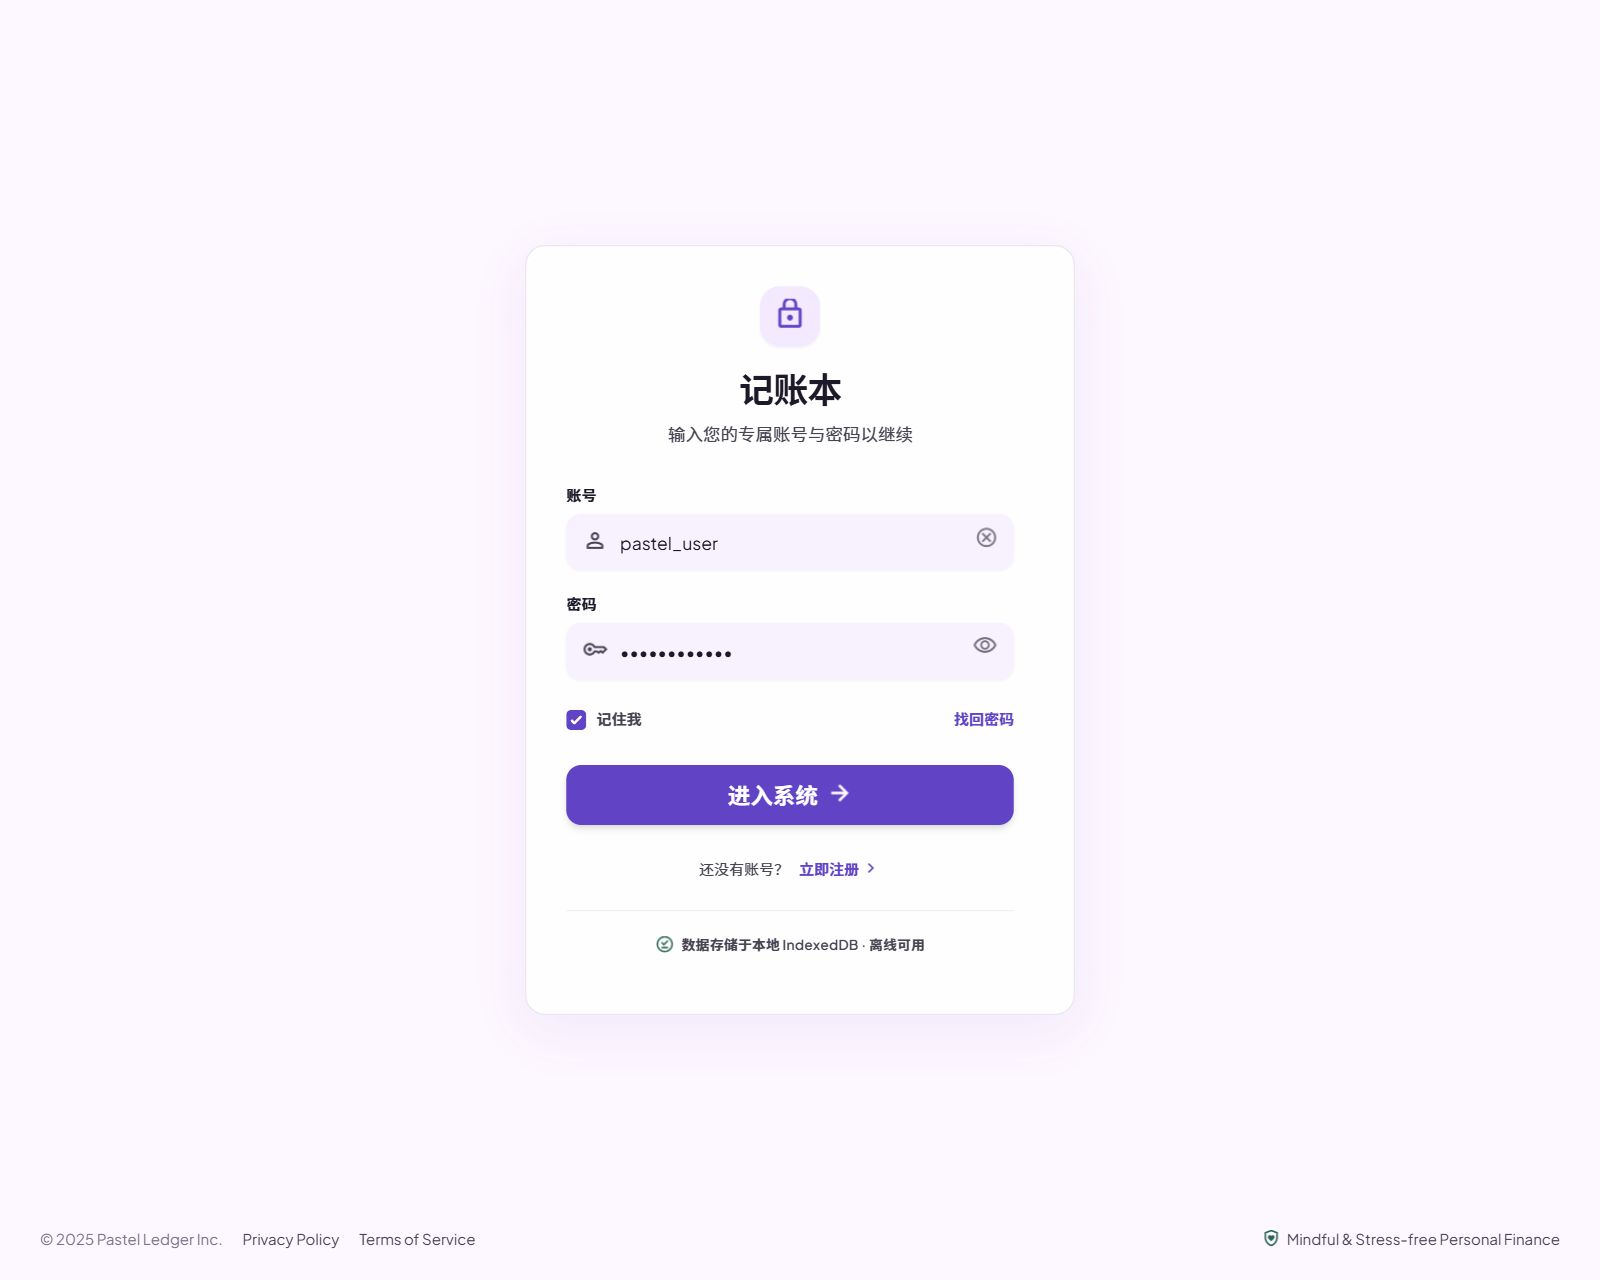 记账本
输入您的专属账号与密码以继续
账号
pastel_user
密码
••••••••••••
记住我 找回密码
进入系统
还没有账号？ 立即注册
数据存储于本地 IndexedDB · 离线可用
© 2025 Pastel Ledger Inc. Privacy Policy Terms of Service Mindful & Stress-free Personal Finance